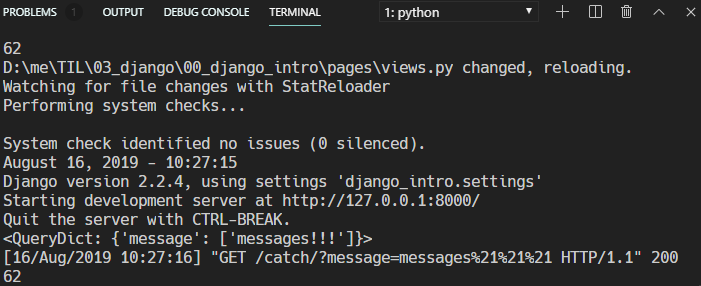 PROBLEMS 1 OUTPUT DEBUG CONSOLE TERMINAL 1: python
62
D:\me\TIL\03_django\00_django_intro\pages\views.py changed, reloading.
Watching for file changes with StatReloader
Performing system checks...
System check identified no issues (0 silenced).
August 16, 2019 - 10:27:15
Django version 2.2.4, using settings 'django_intro.settings'
Starting development server at http://127.0.0.1:8000/
Quit the server with CTRL-BREAK.
<QueryDict: {'message': ['messages!!!']}>
[16/Aug/2019 10:27:16] "GET /catch/?message=messages%21%21%21 HTTP/1.1" 200
62